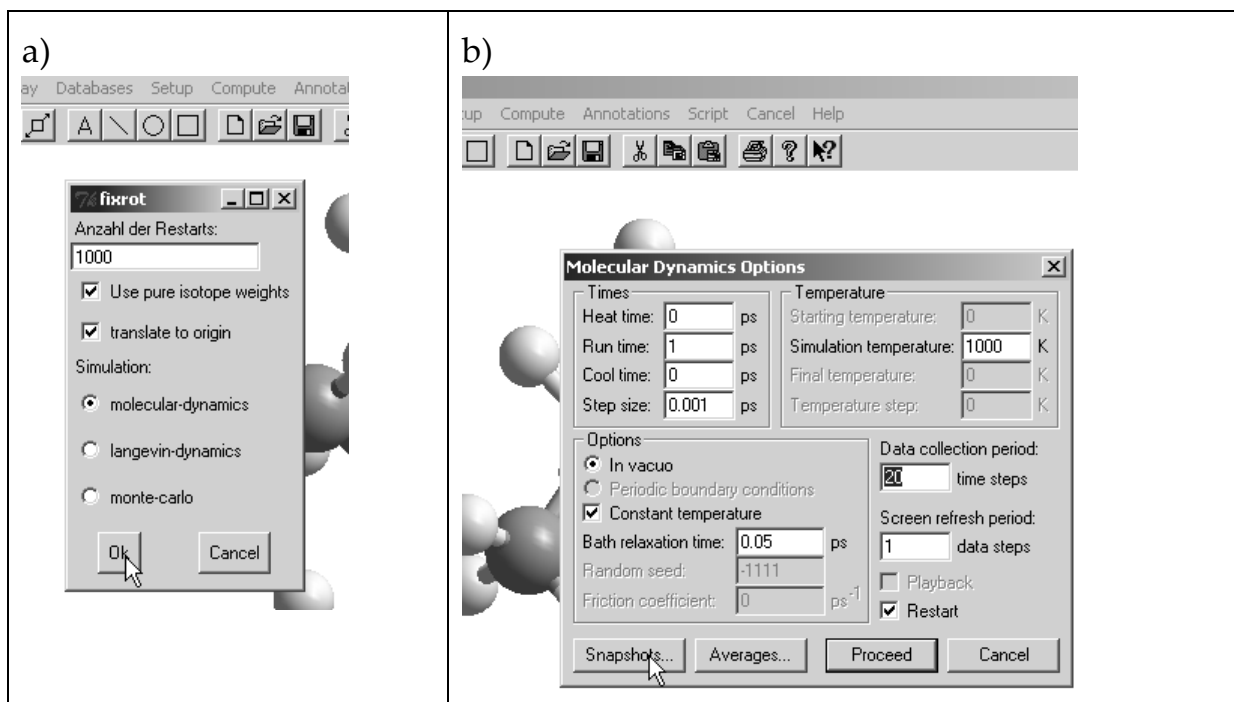 a)
ay Databases Setup Compute Annotat
A
fixrot
Anzahl der Restarts:
1000
Use pure isotope weights
translate to origin
Simulation:
molecular-dynamics
langevin-dynamics
monte-carlo
Ok Cancel
b)
up Compute Annotations Script Cancel Help
Molecular Dynamics Options
Times
Heat time: 0 ps
Run time: 1 ps
Cool time: 0 ps
Step size: 0.001 ps
Temperature
Starting temperature: 0 K
Simulation temperature: 1000 K
Final temperature: 0 K
Temperature step: 0 K
Options
In vacuo
Periodic boundary conditions
Constant temperature
Bath relaxation time: 0.05 ps
Random seed: -1111
Friction coefficient: 0 ps-1
Data collection period:
20 time steps
Screen refresh period:
1 data steps
Playback
Restart
Snapshots... Averages... Proceed Cancel